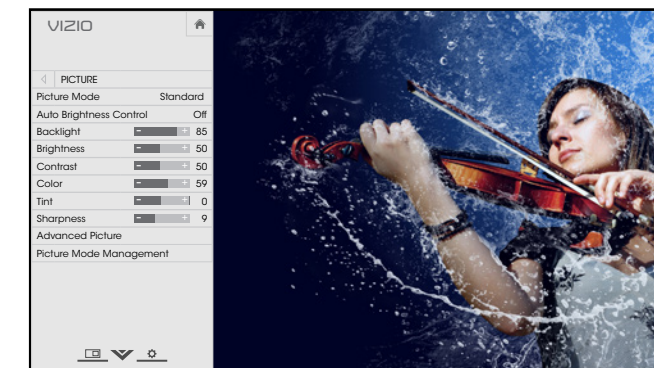 VIZIO
PICTURE
Picture Mode Standard
Auto Brightness Control Off
Backlight 85
Brightness 50
Contrast 50
Color 59
Tint 0
Sharpness 9
Advanced Picture
Picture Mode Management